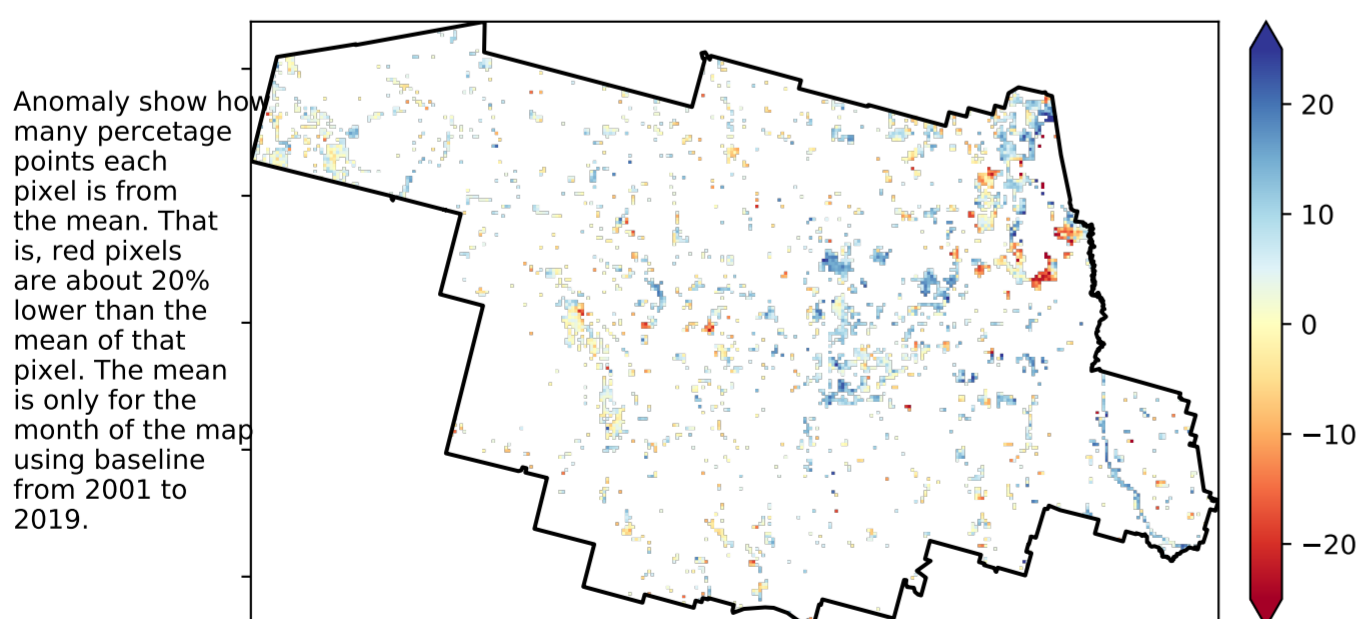 Anomaly show how
many percetage
points each
pixel is from
the mean. That
is, red pixels
are about 20%
lower than the
mean of that
pixel. The mean
is only for the
month of the map
using baseline
from 2001 to
2019.
20
10
0
−10
−20